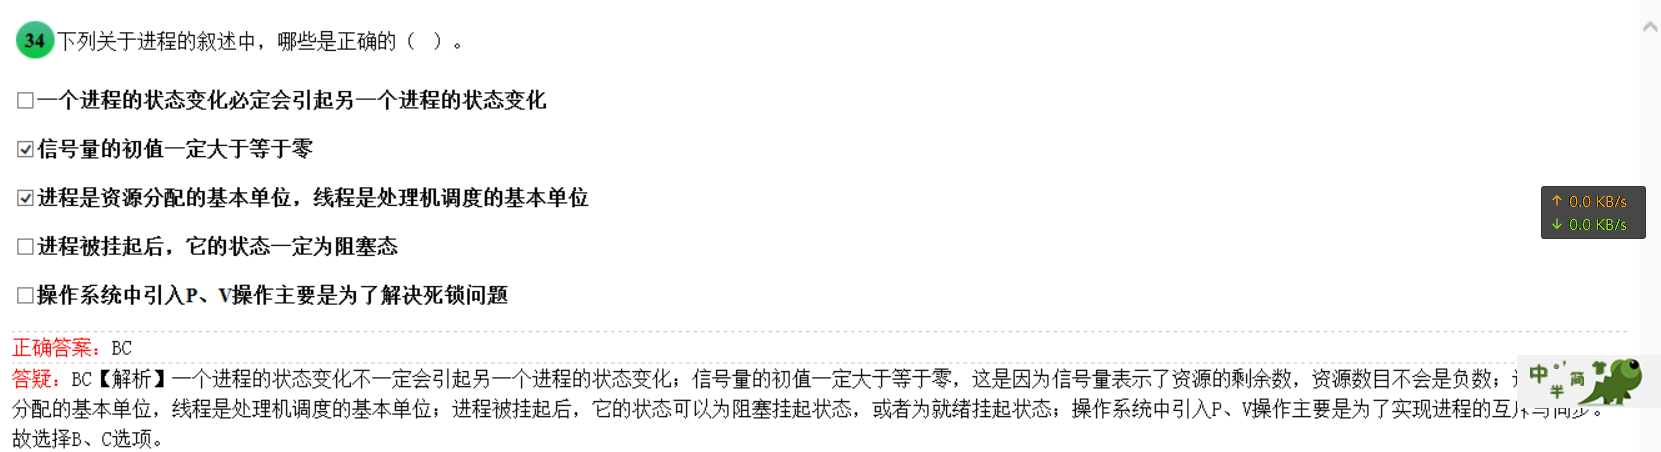 34 下列关于进程的叙述中，哪些是正确的（ ）。
一个进程的状态变化必定会引起另一个进程的状态变化
信号量的初值一定大于等于零
进程是资源分配的基本单位，线程是处理机调度的基本单位
↑ 0.0 KB/s
↓ 0.0 KB/s
进程被挂起后，它的状态一定为阻塞态
操作系统中引入P、V操作主要是为了解决死锁问题
正确答案：BC
答疑：BC【解析】一个进程的状态变化不一定会引起另一个进程的状态变化；信号量的初值一定大于等于零，这是因为信号量表示了资源的剩余数，资源数目不会是负数；
中 °, 半 简
分配的基本单位，线程是处理机调度的基本单位；进程被挂起后，它的状态可以为阻塞挂起状态，或者为就绪挂起状态；操作系统中引入P、V操作主要是为了实现进程的互斥与同步。
故选择B、C选项。